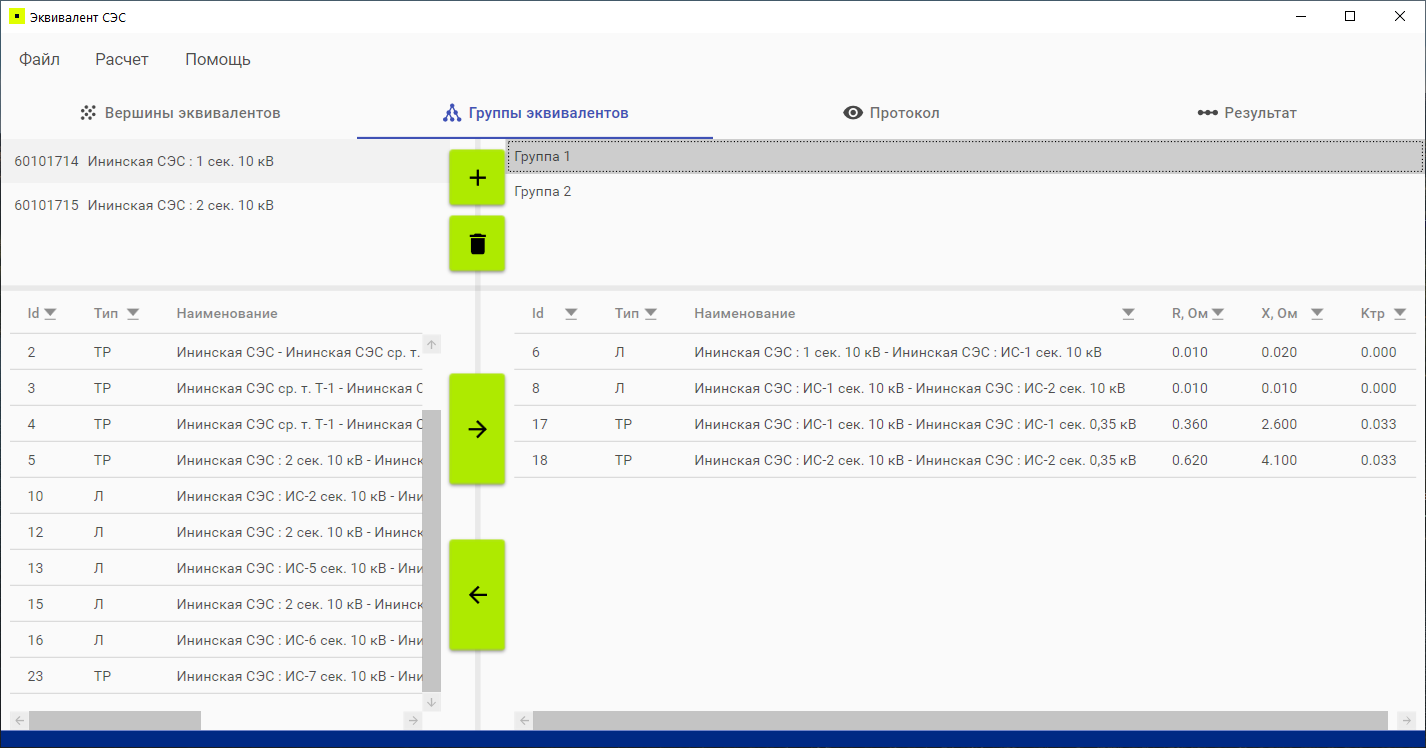 Эквивалент СЭС
Файл Расчет Помощь
Вершины эквивалентов Группы эквивалентов Протокол Результат
60101714 Ининская СЭС : 1 сек. 10 кВ
60101715 Ининская СЭС : 2 сек. 10 кВ
Группа 1
Группа 2
Id Тип Наименование
2 ТР Ининская СЭС - Ининская СЭС ср. т.
3 ТР Ининская СЭС ср. т. Т-1 - Ининская С
4 ТР Ининская СЭС ср. т. Т-1 - Ининская С
5 ТР Ининская СЭС : 2 сек. 10 кВ - Ининск
10 Л Ининская СЭС : ИС-2 сек. 10 кВ - Ини
12 Л Ининская СЭС : 2 сек. 10 кВ - Ининск
13 Л Ининская СЭС : ИС-5 сек. 10 кВ - Ини
15 Л Ининская СЭС : 2 сек. 10 кВ - Ининск
16 Л Ининская СЭС : ИС-6 сек. 10 кВ - Ини
23 ТР Ининская СЭС : ИС-7 сек. 10 кВ - Ини
Id Тип Наименование R, Ом X, Ом Ктр
6 Л Ининская СЭС : 1 сек. 10 кВ - Ининская СЭС : ИС-1 сек. 10 кВ 0.010 0.020 0.000
8 Л Ининская СЭС : ИС-1 сек. 10 кВ - Ининская СЭС : ИС-2 сек. 10 кВ 0.010 0.010 0.000
17 ТР Ининская СЭС : ИС-1 сек. 10 кВ - Ининская СЭС : ИС-1 сек. 0,35 кВ 0.360 2.600 0.033
18 ТР Ининская СЭС : ИС-2 сек. 10 кВ - Ининская СЭС : ИС-2 сек. 0,35 кВ 0.620 4.100 0.033